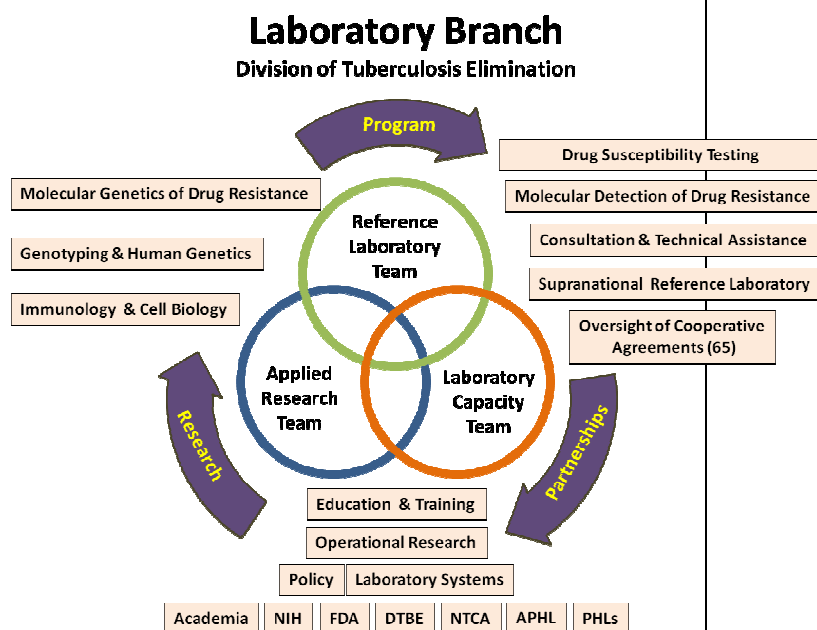 Laboratory Branch
Division of Tuberculosis Elimination
Program
Drug Susceptibility Testing
Molecular Genetics of Drug Resistance
Molecular Detection of Drug Resistance
Reference
Laboratory
Team
Consultation & Technical Assistance
Genotyping & Human Genetics
Supranational Reference Laboratory
Immunology & Cell Biology
Oversight of Cooperative
Agreements (65)
Applied
Research
Team
Laboratory
Capacity
Team
Research
Partnerships
Education & Training
Operational Research
Policy
Laboratory Systems
Academia
NIH
FDA
DTBE
NTCA
APHL
PHLs